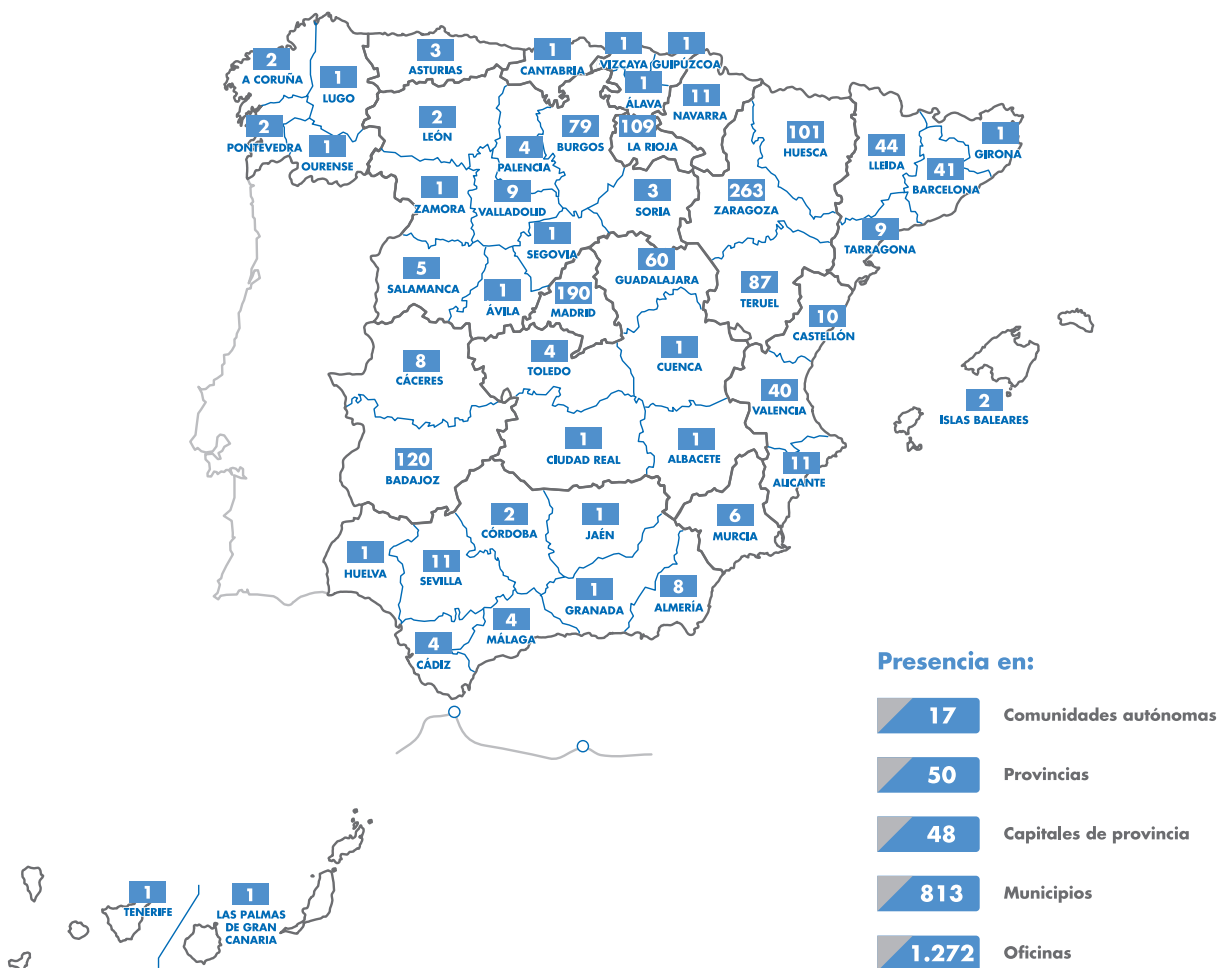 2
A CORUÑA
1
LUGO
3
ASTURIAS
1
CANTABRIA
1
VIZCAYA
1
GUIPÚZCOA
1
ÁLAVA
11
NAVARRA
2
PONTEVEDRA
1
OURENSE
2
LEÓN
4
PALENCIA
79
BURGOS
109
LA RIOJA
101
HUESCA
44
LLEIDA
41
BARCELONA
1
GIRONA
1
ZAMORA
9
VALLADOLID
3
SORIA
263
ZARAGOZA
9
TARRAGONA
1
SEGOVIA
5
SALAMANCA
1
ÁVILA
190
MADRID
60
GUADALAJARA
87
TERUEL
10
CASTELLÓN
8
CÁCERES
4
TOLEDO
1
CUENCA
40
VALENCIA
2
ISLAS BALEARES
120
BADAJOZ
1
CIUDAD REAL
1
ALBACETE
11
ALICANTE
2
CÓRDOBA
1
JAÉN
6
MURCIA
1
HUELVA
11
SEVILLA
1
GRANADA
8
ALMERÍA
4
MÁLAGA
4
CÁDIZ
1
TENERIFE
1
LAS PALMAS
DE GRAN
CANARIA
Presencia en:
17 Comunidades autónomas
50 Provincias
48 Capitales de provincia
813 Municipios
1.272 Oficinas